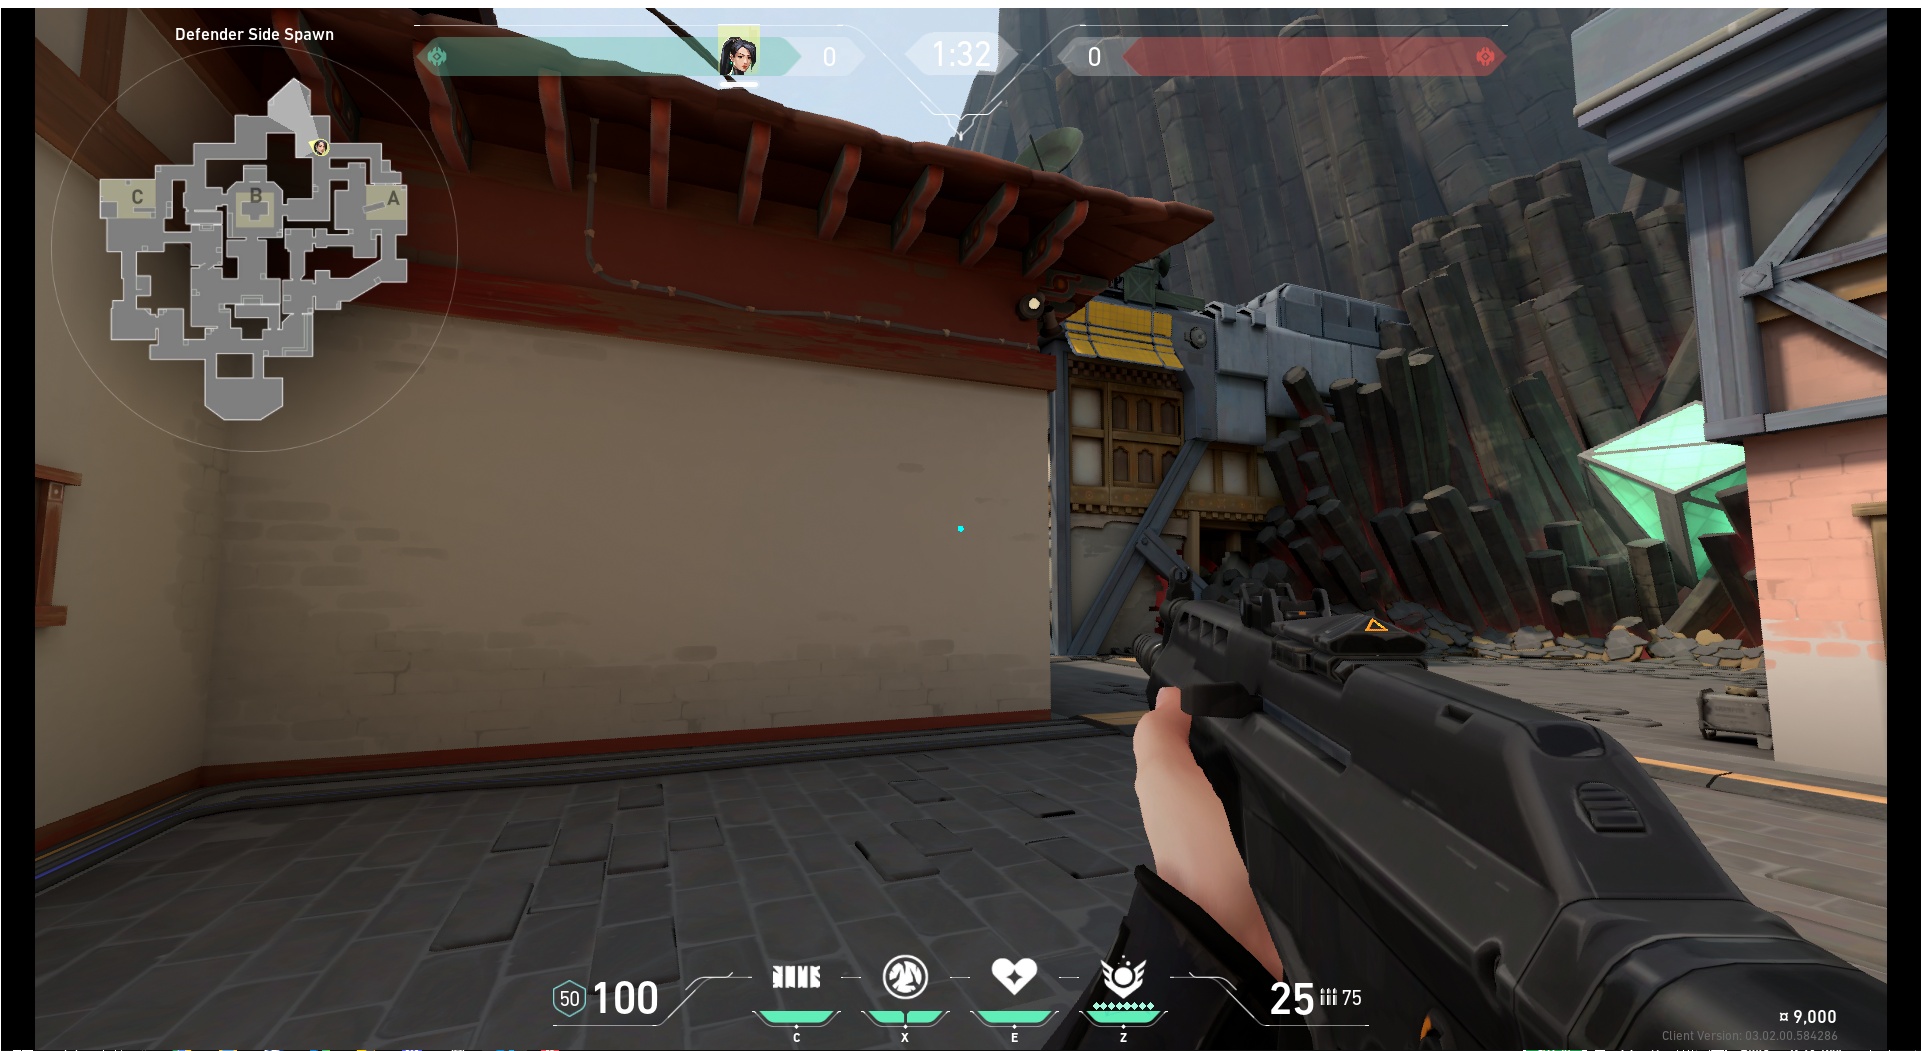 Defender Side Spawn
0
1:32
0
C
B
A
50
100
C
X
E
Z
25
75
¤ 9,000
Client Version: 03.02.00.584286